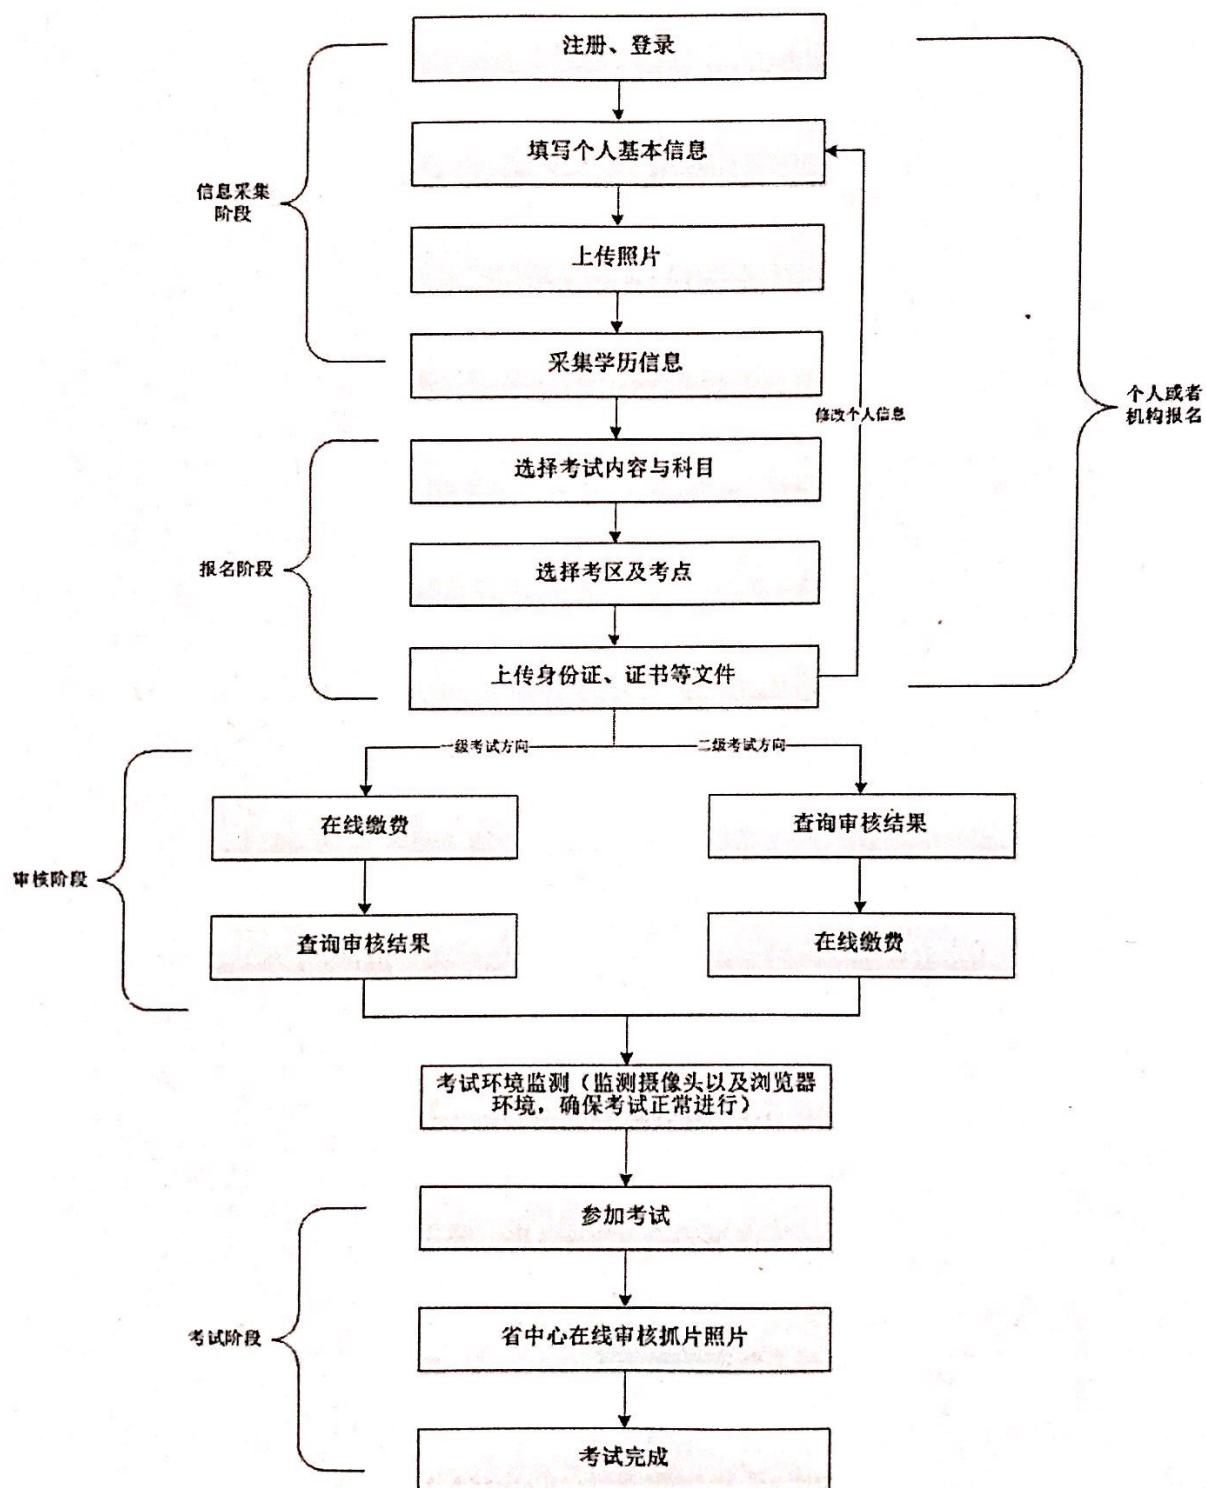 注册、登录
填写个人基本信息
信息采集
阶段
上传照片
采集学历信息
个人或者
机构报名
修改个人信息
选择考试内容与科目
报名阶段
选择考区及考点
上传身份证、证书等文件
一级考试方向
二级考试方向
在线缴费
查询审核结果
审核阶段
查询审核结果
在线缴费
考试环境监测（监测摄像头以及浏览器
环境，确保考试正常进行）
参加考试
考试阶段
省中心在线审核抓片照片
考试完成